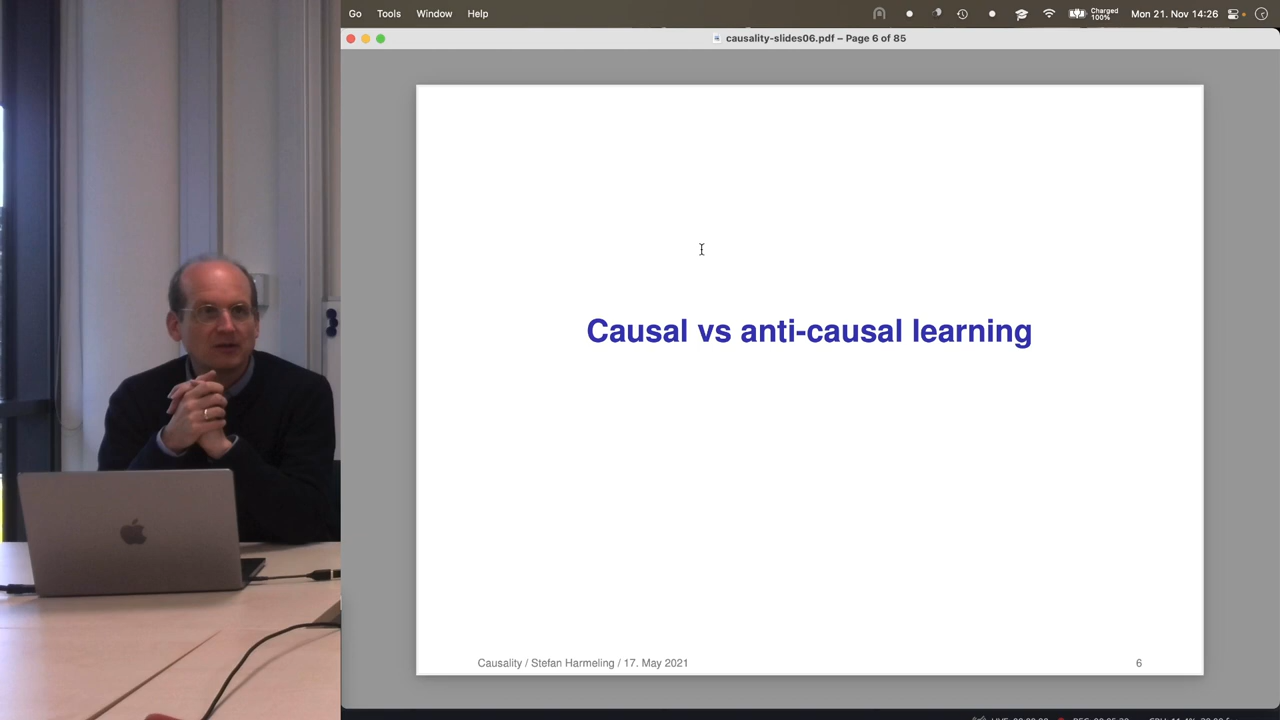 Go Tools Window Help
Charged
100%
Mon 21. Nov 14:26
causality-slides06.pdf – Page 6 of 85
Causal vs anti-causal learning
Causality / Stefan Harmeling / 17. May 2021
6